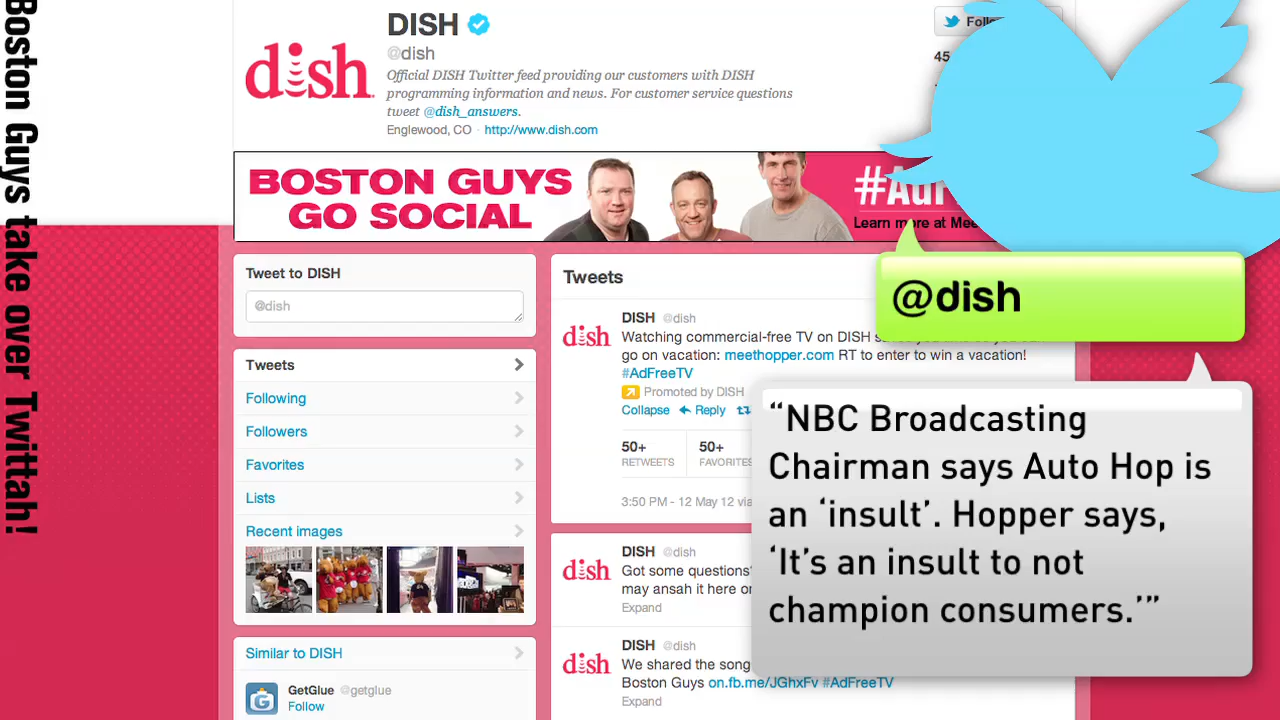 Boston Guys take over Twittah!
DISH
@dish
Official DISH Twitter feed providing our customers with DISH
programming information and news. For customer service questions
tweet @dish_answers.
Englewood, CO · http://www.dish.com
dish
45
BOSTON GUYS
GO SOCIAL
Learn more at
@dish
Tweet to DISH
@dish
Tweets
Following
Followers
Favorites
Lists
Recent images
Similar to DISH
GetGlue @getglue
Follow
Tweets
dish
DISH @dish
Watching commercial-free TV on DISH
go on vacation: meethopper.com RT to enter to win a vacation!
#AdFreeTV
Promoted by DISH
Collapse Reply
50+
RETWEETS
50+
FAVORITES
3:50 PM - 12 May 12 via
dish
DISH @dish
Got some questions?
may ansah it here
Expand
dish
DISH @dish
We shared the song
Boston Guys on.fb.me/JGhxFv #AdFreeTV
Expand
“NBC Broadcasting
Chairman says Auto Hop is
an ‘insult’. Hopper says,
‘It’s an insult to not
champion consumers.’”